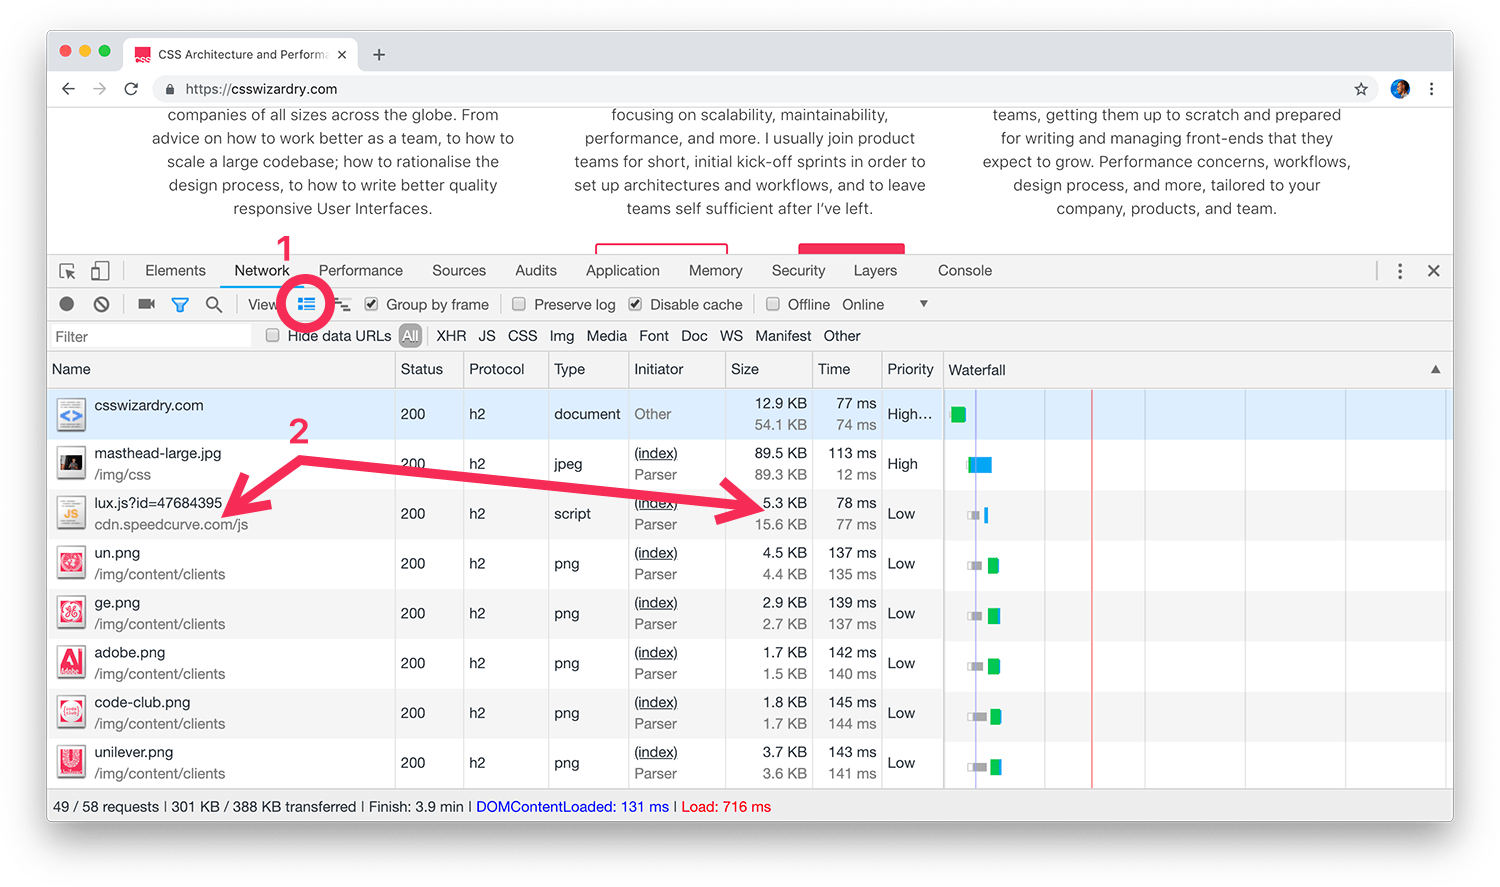 CSS Architecture and Performa
https://csswizardry.com
companies of all sizes across the globe. From
advice on how to work better as a team, to how to
scale a large codebase; how to rationalise the
design process, to how to write better quality
responsive User Interfaces.
focusing on scalability, maintainability,
performance, and more. I usually join product
teams for short, initial kick-off sprints in order to
set up architectures and workflows, and to leave
teams self sufficient after I’ve left.
teams, getting them up to scratch and prepared
for writing and managing front-ends that they
expect to grow. Performance concerns, workflows,
design process, and more, tailored to your
company, products, and team.
1
Elements Network Performance Sources Audits Application Memory Security Layers Console
View Group by frame Preserve log Disable cache Offline Online
Filter Hide data URLs All XHR JS CSS Img Media Font Doc WS Manifest Other
Name Status Protocol Type Initiator Size Time Priority Waterfall
csswizardry.com 200 h2 document Other 12.9 KB 77 ms High...
54.1 KB 74 ms
2
masthead-large.jpg 200 h2 jpeg (index) 89.5 KB 113 ms High
/img/css Parser 89.3 KB 12 ms
lux.js?id=47684395 200 h2 script (index) 5.3 KB 78 ms Low
cdn.speedcurve.com/js Parser 15.6 KB 77 ms
un.png 200 h2 png (index) 4.5 KB 137 ms Low
/img/content/clients Parser 4.4 KB 135 ms
ge.png 200 h2 png (index) 2.9 KB 139 ms Low
/img/content/clients Parser 2.7 KB 137 ms
adobe.png 200 h2 png (index) 1.7 KB 142 ms Low
/img/content/clients Parser 1.5 KB 140 ms
code-club.png 200 h2 png (index) 1.8 KB 145 ms Low
/img/content/clients Parser 1.7 KB 144 ms
unilever.png 200 h2 png (index) 3.7 KB 143 ms Low
/img/content/clients Parser 3.6 KB 141 ms
49 / 58 requests | 301 KB / 388 KB transferred | Finish: 3.9 min | DOMContentLoaded: 131 ms | Load: 716 ms